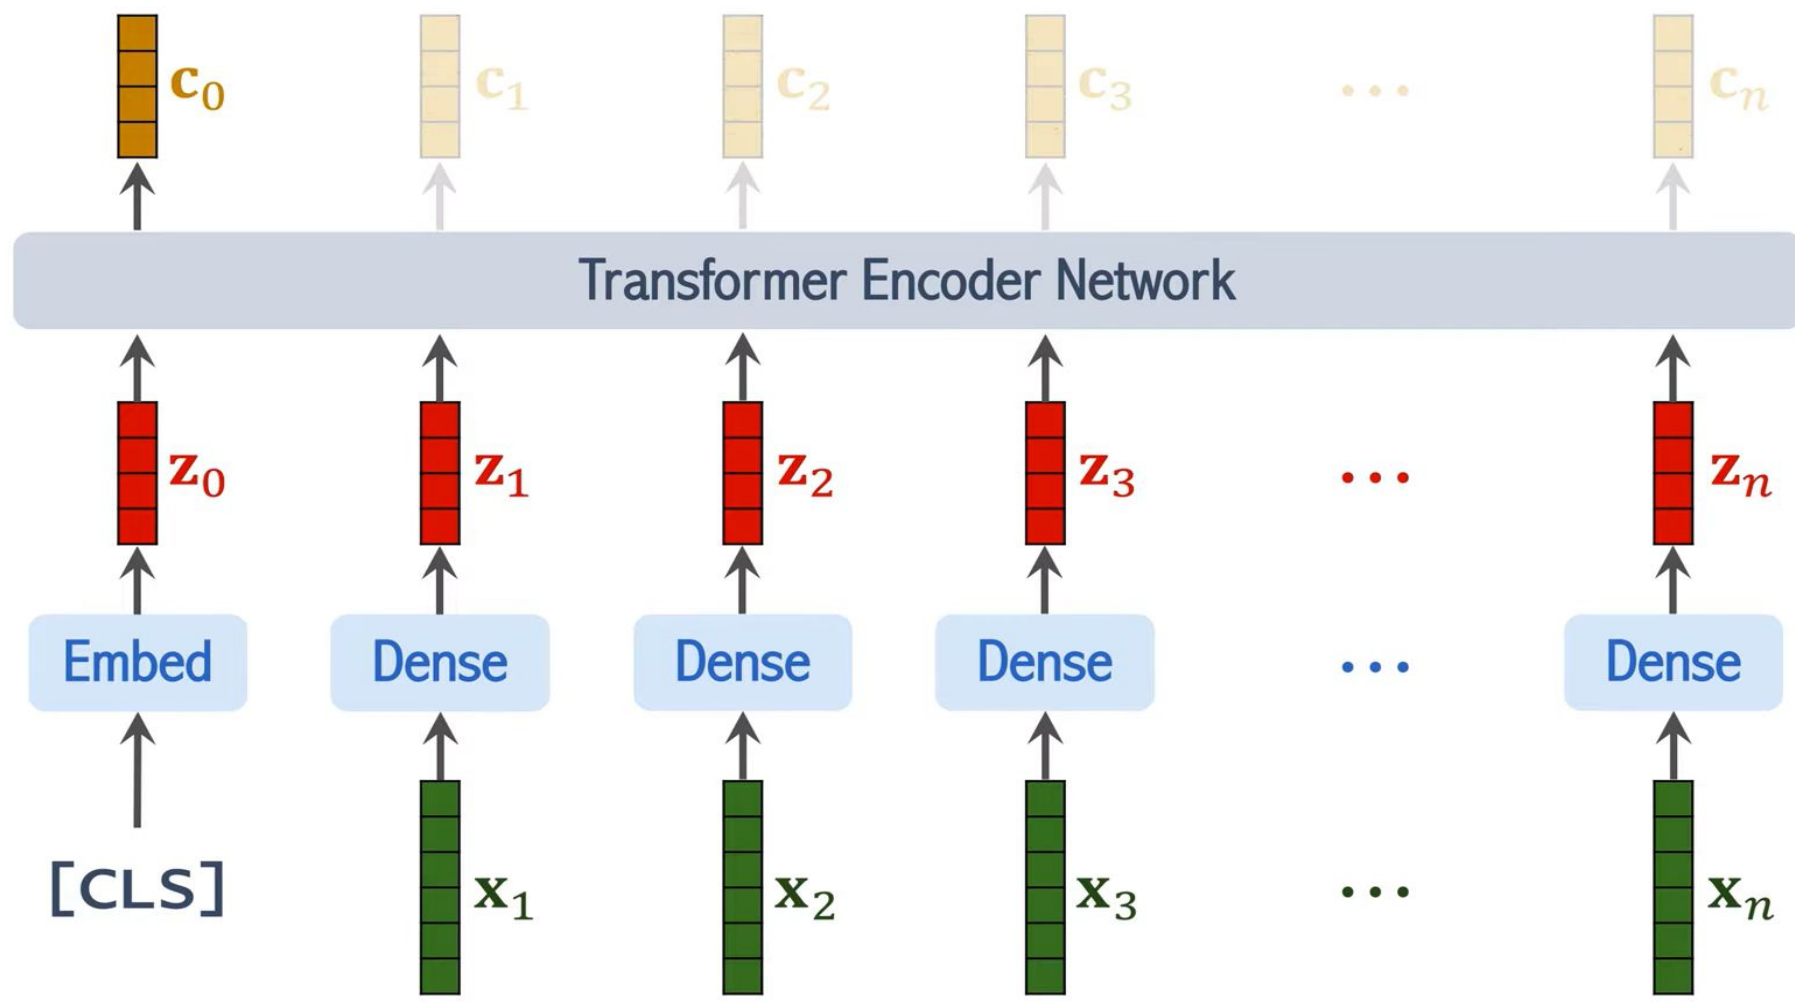 c₀ c₁ c₂ c₃ ... cₙ
Transformer Encoder Network
z₀ z₁ z₂ z₃ ... zₙ
Embed Dense Dense Dense ... Dense
[CLS] x₁ x₂ x₃ ... xₙ